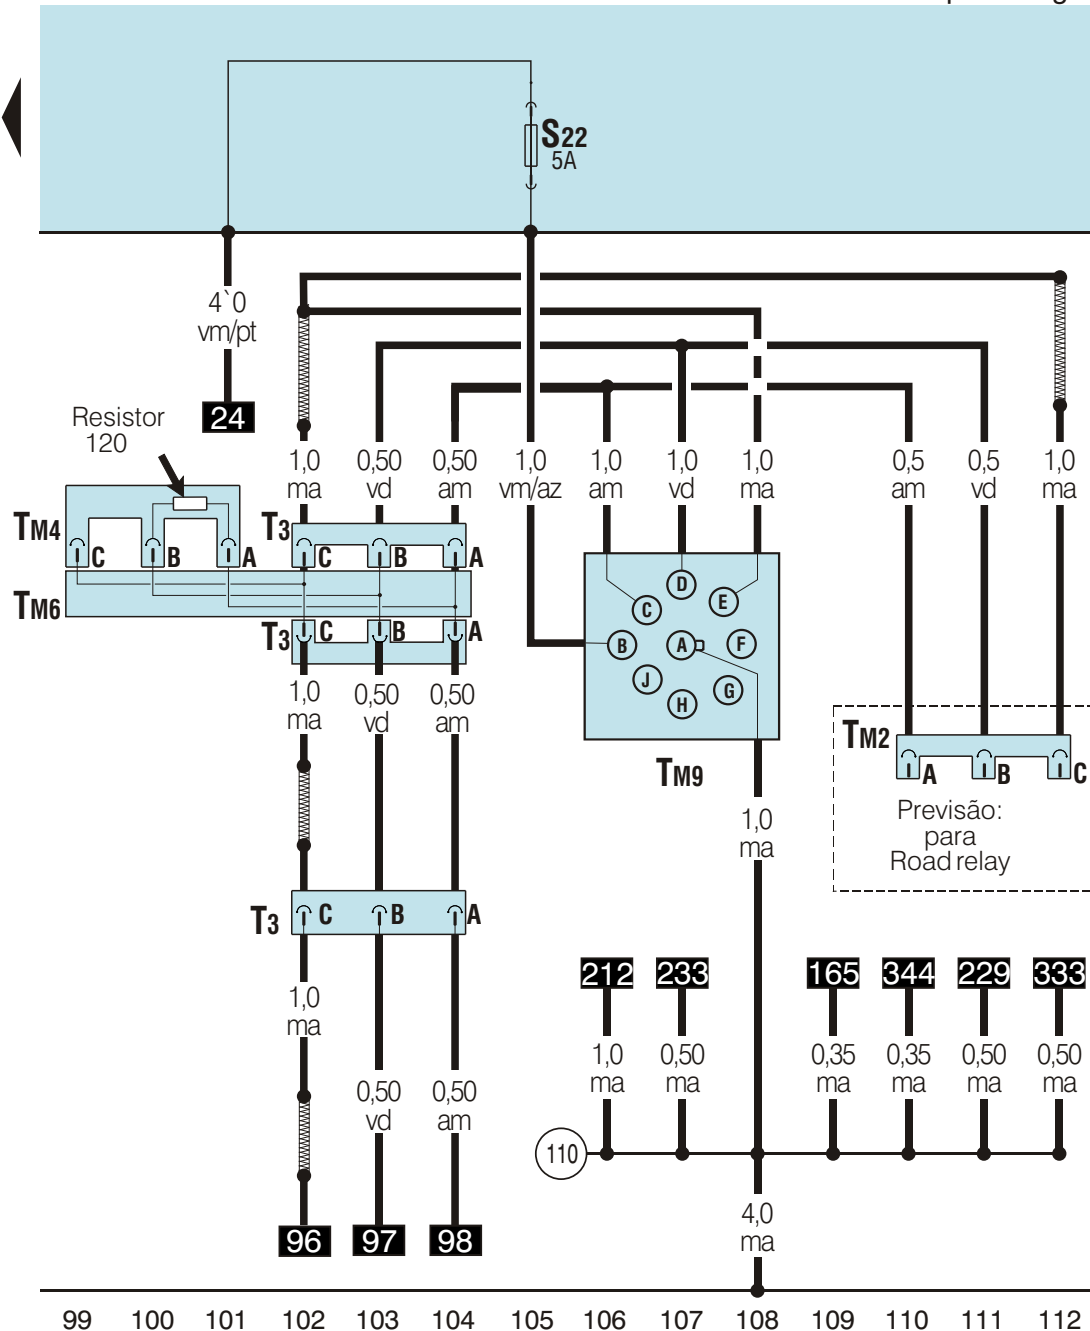 S22
5A
4`0
vm/pt
24
Resistor
120
1,0 0,50 0,50 1,0 1,0 1,0 1,0 0,5 0,5 1,0
ma vd am vm/az am vd ma am vd ma
TM4 C B A T3 C B A
TM6
T3 C B A
D
C E
B A F
J G
H
TM9
1,0 0,50 0,50
ma vd am
TM2 A B C
Previsão:
para
Road relay
1,0
ma
T3 C B A
212 233 165 344 229 333
1,0
ma
1,0 0,50 0,35 0,35 0,50 0,50
ma ma ma ma ma ma
0,50 0,50
vd am
110
4,0
ma
96 97 98
99 100 101 102 103 104 105 106 107 108 109 110 111 112